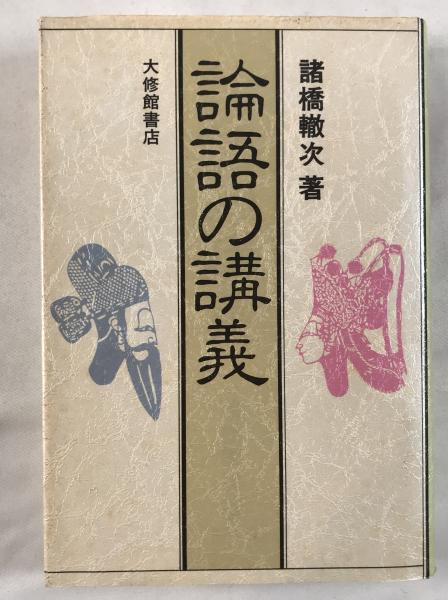 諸橋轍次 著
論語の講義
大修館書店